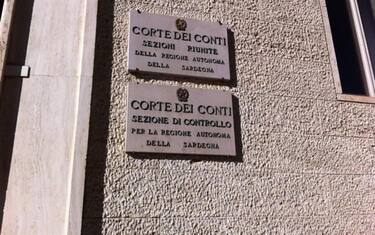 CORTE DEI CONTI
SEZIONI RIUNITE
DELLA REGIONE AUTONOMA
DELLA SARDEGNA
CORTE DEI CONTI
SEZIONE DI CONTROLLO
PER LA REGIONE AUTONOMA
DELLA SARDEGNA